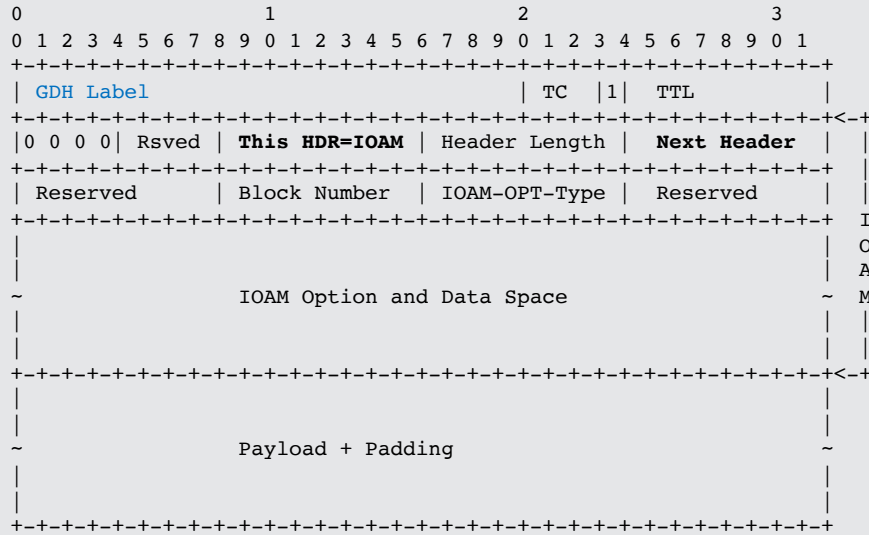 0                   1                   2                   3
0 1 2 3 4 5 6 7 8 9 0 1 2 3 4 5 6 7 8 9 0 1 2 3 4 5 6 7 8 9 0 1
+-+-+-+-+-+-+-+-+-+-+-+-+-+-+-+-+-+-+-+-+-+-+-+-+-+-+-+-+-+-+-+-+
| GDH Label                             | TC  |1|  TTL          |
+-+-+-+-+-+-+-+-+-+-+-+-+-+-+-+-+-+-+-+-+-+-+-+-+-+-+-+-+-+-+-+-+<-+
|0 0 0 0| Rsved | This HDR=IOAM | Header Length |  Next Header  |  |
+-+-+-+-+-+-+-+-+-+-+-+-+-+-+-+-+-+-+-+-+-+-+-+-+-+-+-+-+-+-+-+-+  |
| Reserved      | Block Number  | IOAM-OPT-Type |  Reserved     |  |
+-+-+-+-+-+-+-+-+-+-+-+-+-+-+-+-+-+-+-+-+-+-+-+-+-+-+-+-+-+-+-+-+  I
|                                                               |  O
|                                                               |  A
~                 IOAM Option and Data Space                    ~  M
|                                                               |  |
|                                                               |  |
+-+-+-+-+-+-+-+-+-+-+-+-+-+-+-+-+-+-+-+-+-+-+-+-+-+-+-+-+-+-+-+-+<-+
|                                                               |
|                                                               |
~                 Payload + Padding                             ~
|                                                               |
|                                                               |
+-+-+-+-+-+-+-+-+-+-+-+-+-+-+-+-+-+-+-+-+-+-+-+-+-+-+-+-+-+-+-+-+